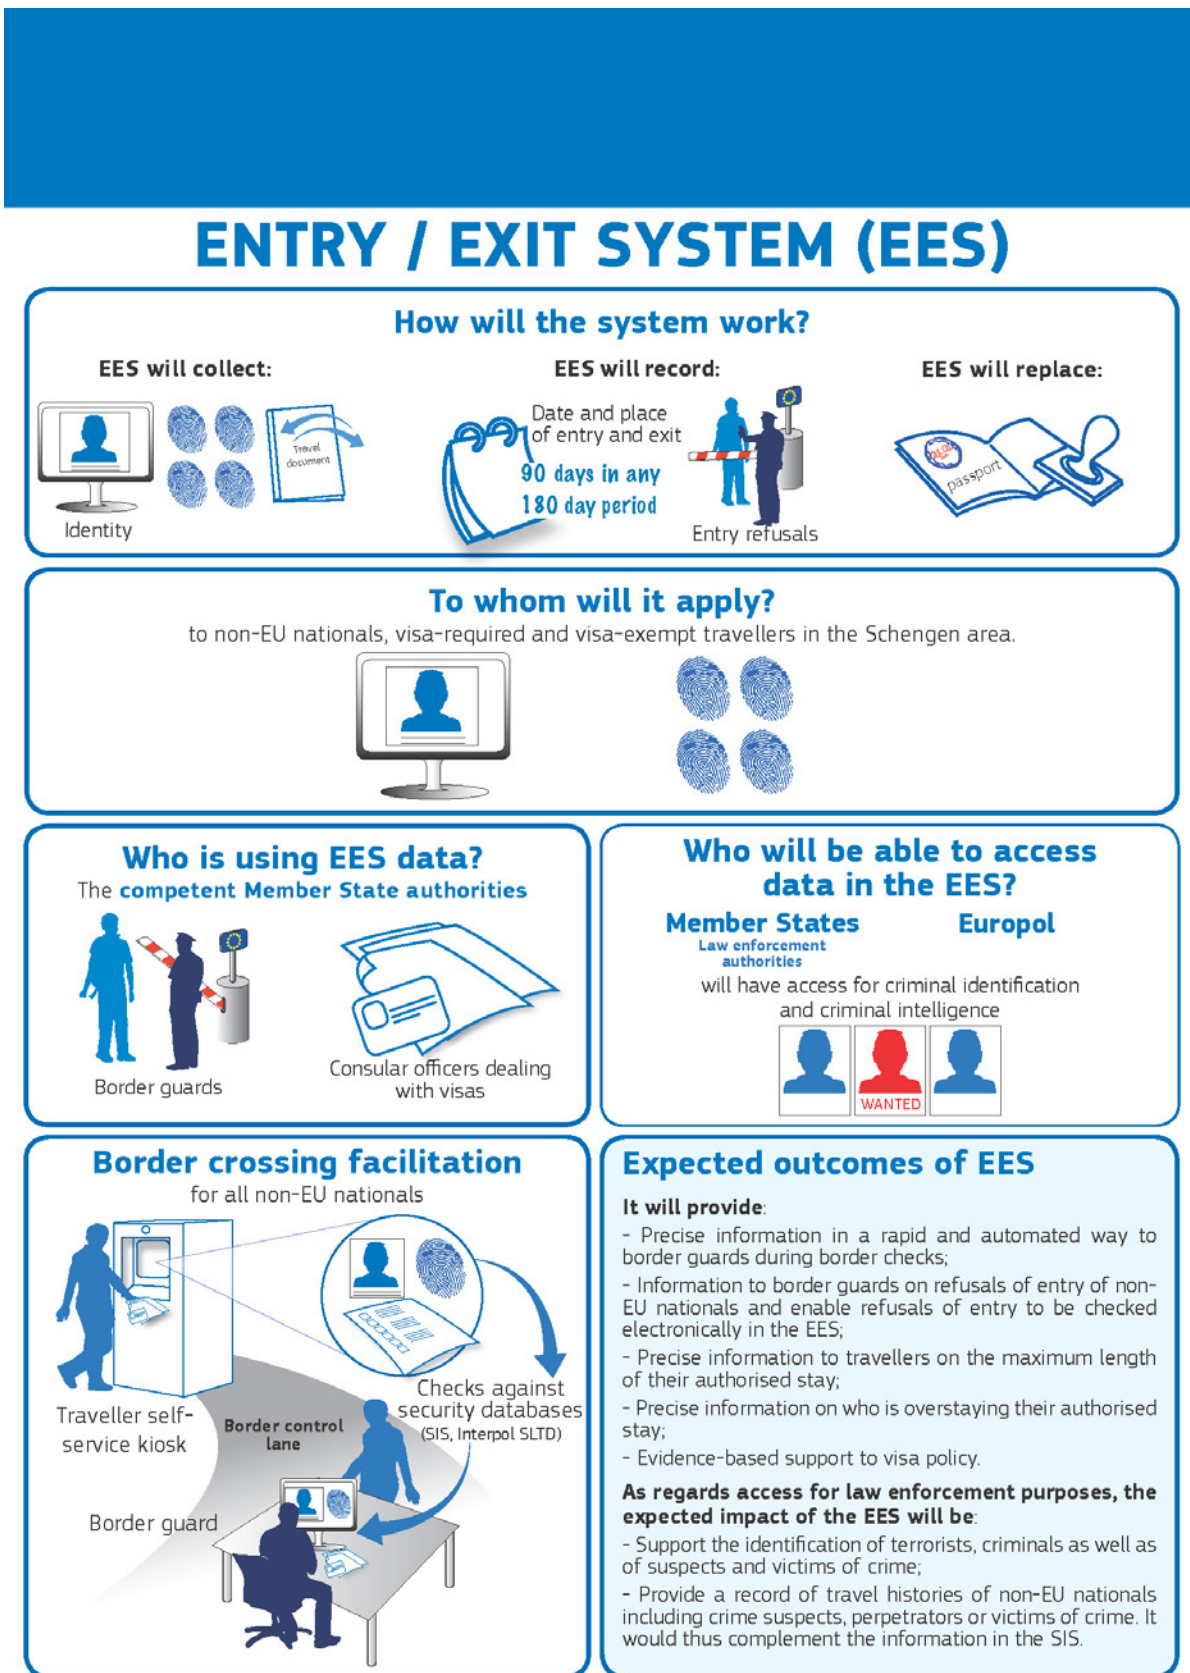 ENTRY / EXIT SYSTEM (EES)
How will the system work?
EES will collect:
Travel
document
Identity
EES will record:
Date and place
of entry and exit
90 days in any
180 day period
Entry refusals
EES will replace:
passport
To whom will it apply?
to non-EU nationals, visa-required and visa-exempt travellers in the Schengen area.
Who is using EES data?
The competent Member State authorities
Border guards
Consular officers dealing
with visas
Who will be able to access
data in the EES?
Member States
Law enforcement
authorities
Europol
will have access for criminal identification
and criminal intelligence
WANTED
Border crossing facilitation
for all non-EU nationals
Traveller self-
service kiosk
Checks against
security databases
(SIS, Interpol SLTD)
Border control
lane
Border guard
Expected outcomes of EES
It will provide:
- Precise information in a rapid and automated way to
border guards during border checks;
- Information to border guards on refusals of entry of non-
EU nationals and enable refusals of entry to be checked
electronically in the EES;
- Precise information to travellers on the maximum length
of their authorised stay;
- Precise information on who is overstaying their authorised
stay;
- Evidence-based support to visa policy.
As regards access for law enforcement purposes, the
expected impact of the EES will be:
- Support the identification of terrorists, criminals as well as
of suspects and victims of crime;
- Provide a record of travel histories of non-EU nationals
including crime suspects, perpetrators or victims of crime. It
would thus complement the information in the SIS.